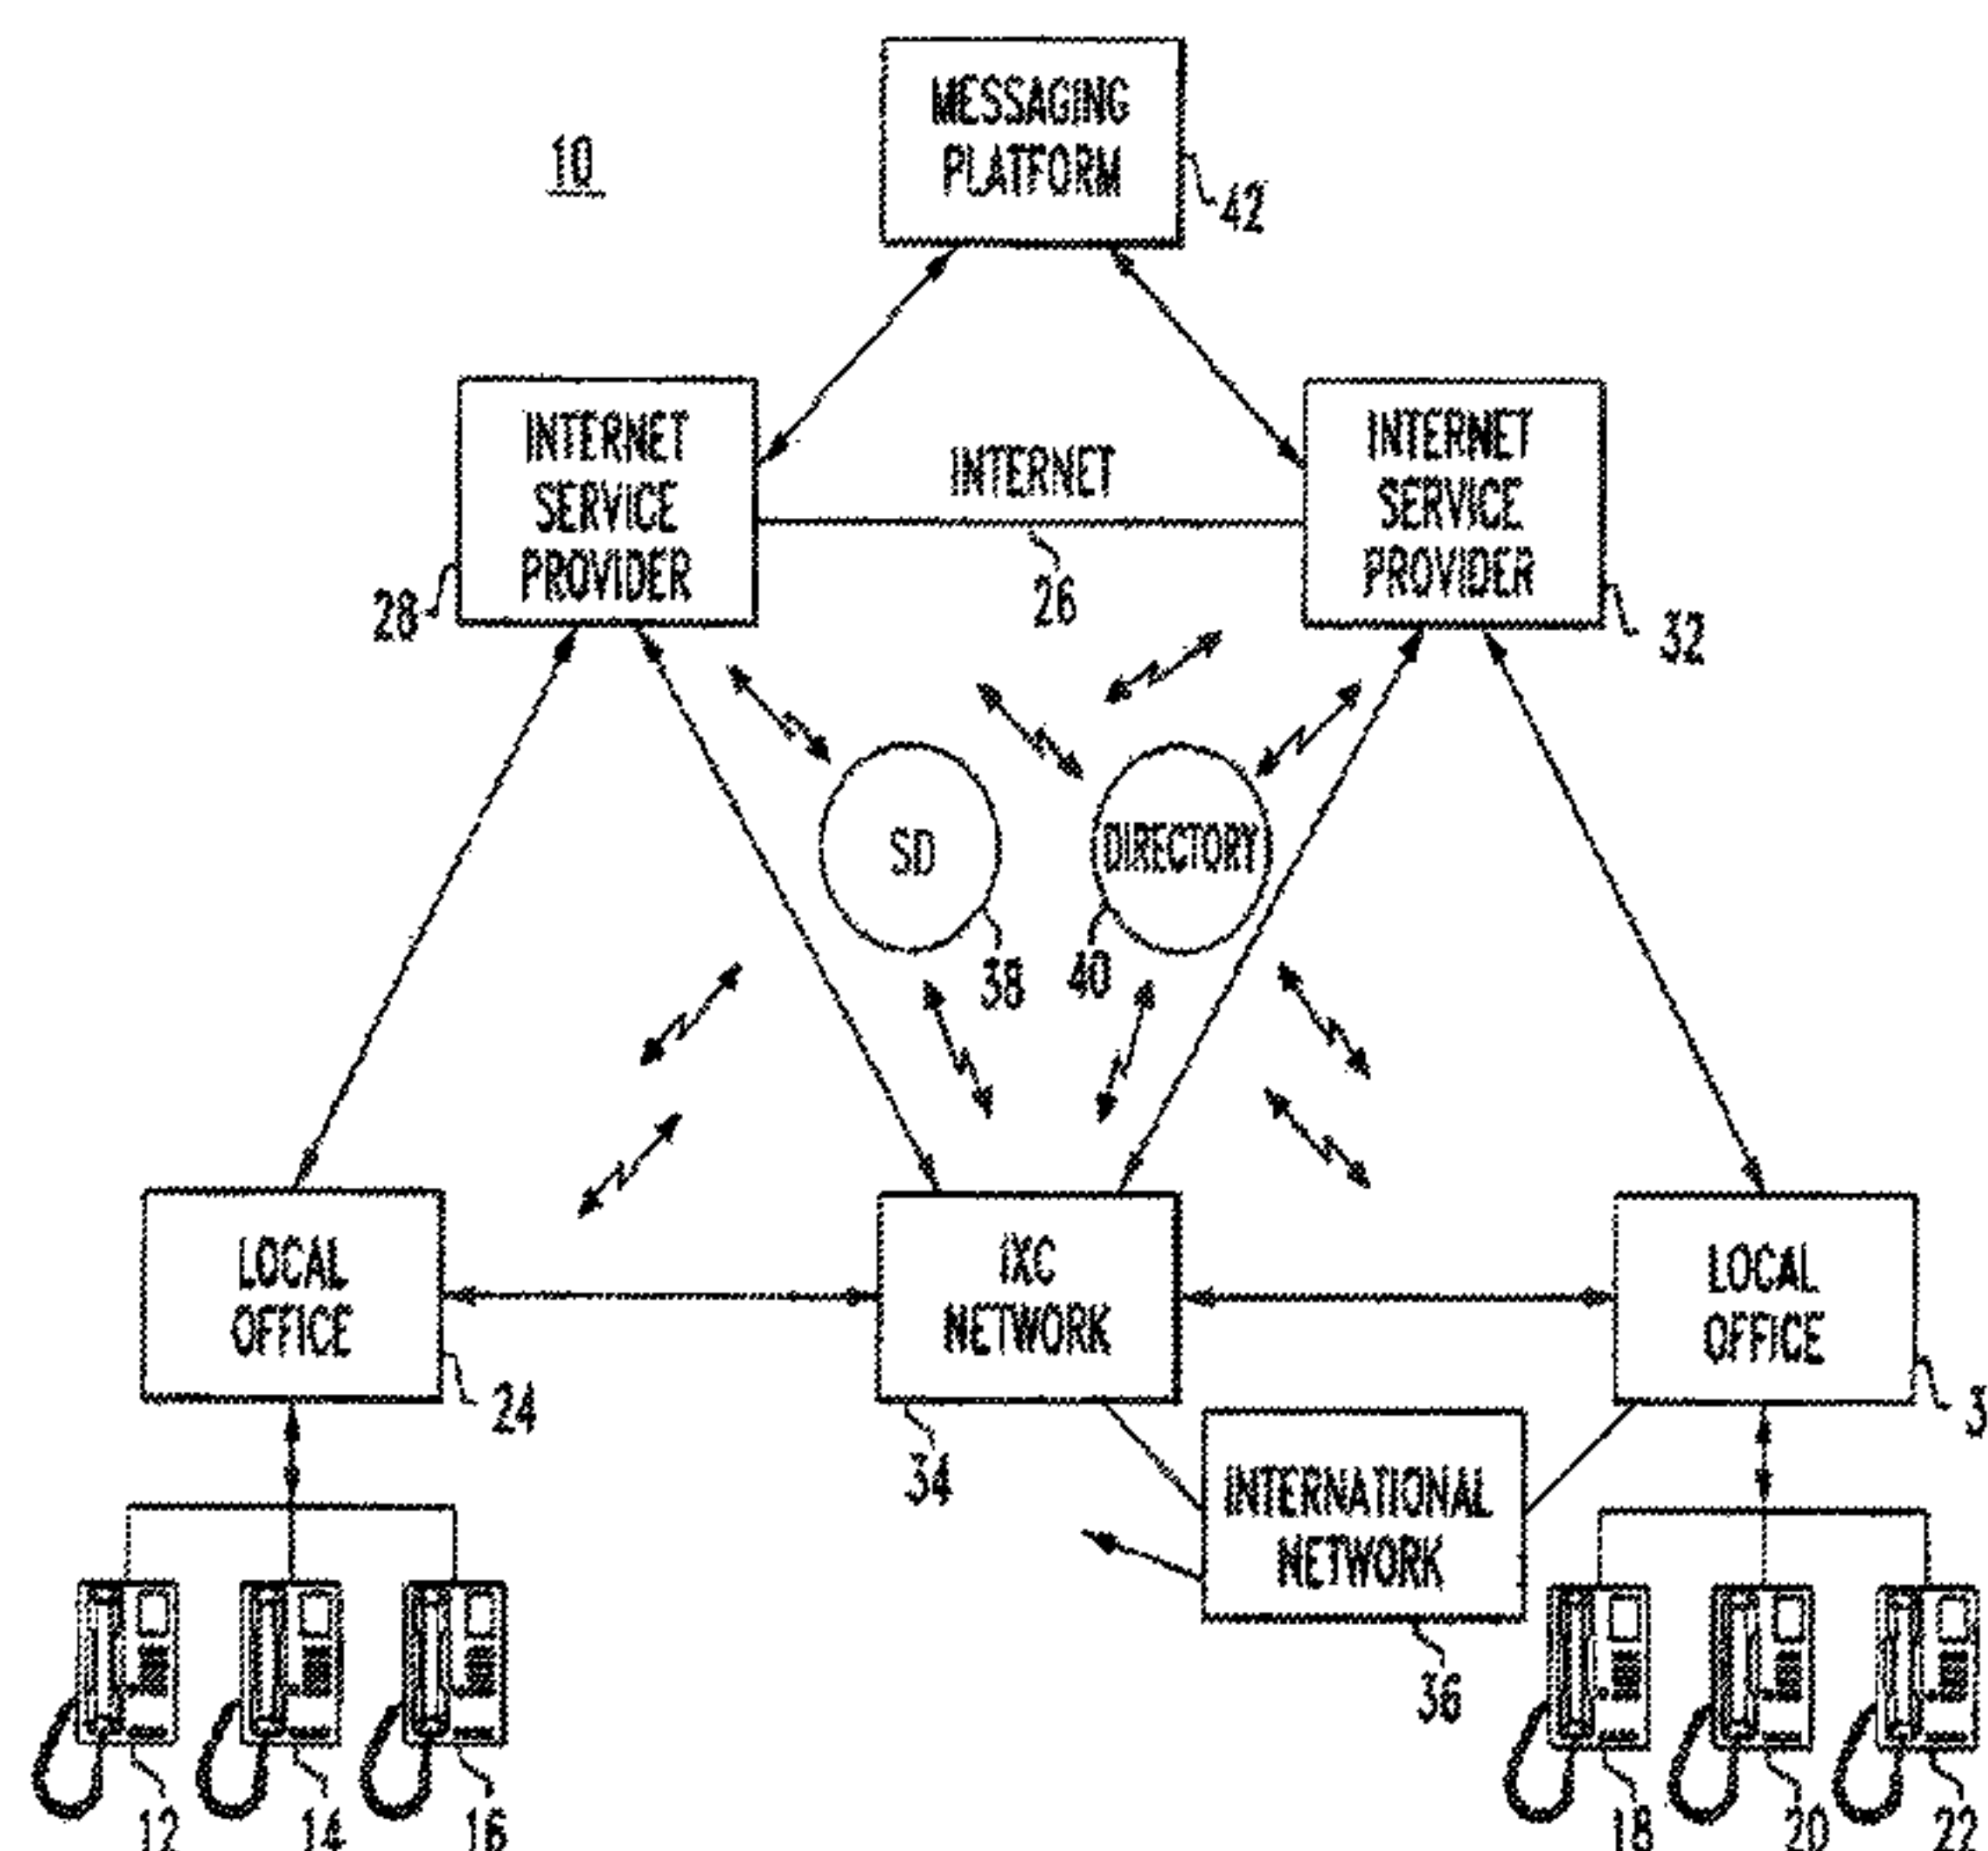 MESSAGING
PLATFORM
10
42
INTERNET
SERVICE
PROVIDER
INTERNET
INTERNET
SERVICE
PROVIDER
28
26
32
SD
DIRECTORY
38
40
LOCAL
OFFICE
IXC
NETWORK
LOCAL
OFFICE
24
34
3
INTERNATIONAL
NETWORK
36
12
14
16
18
20
22